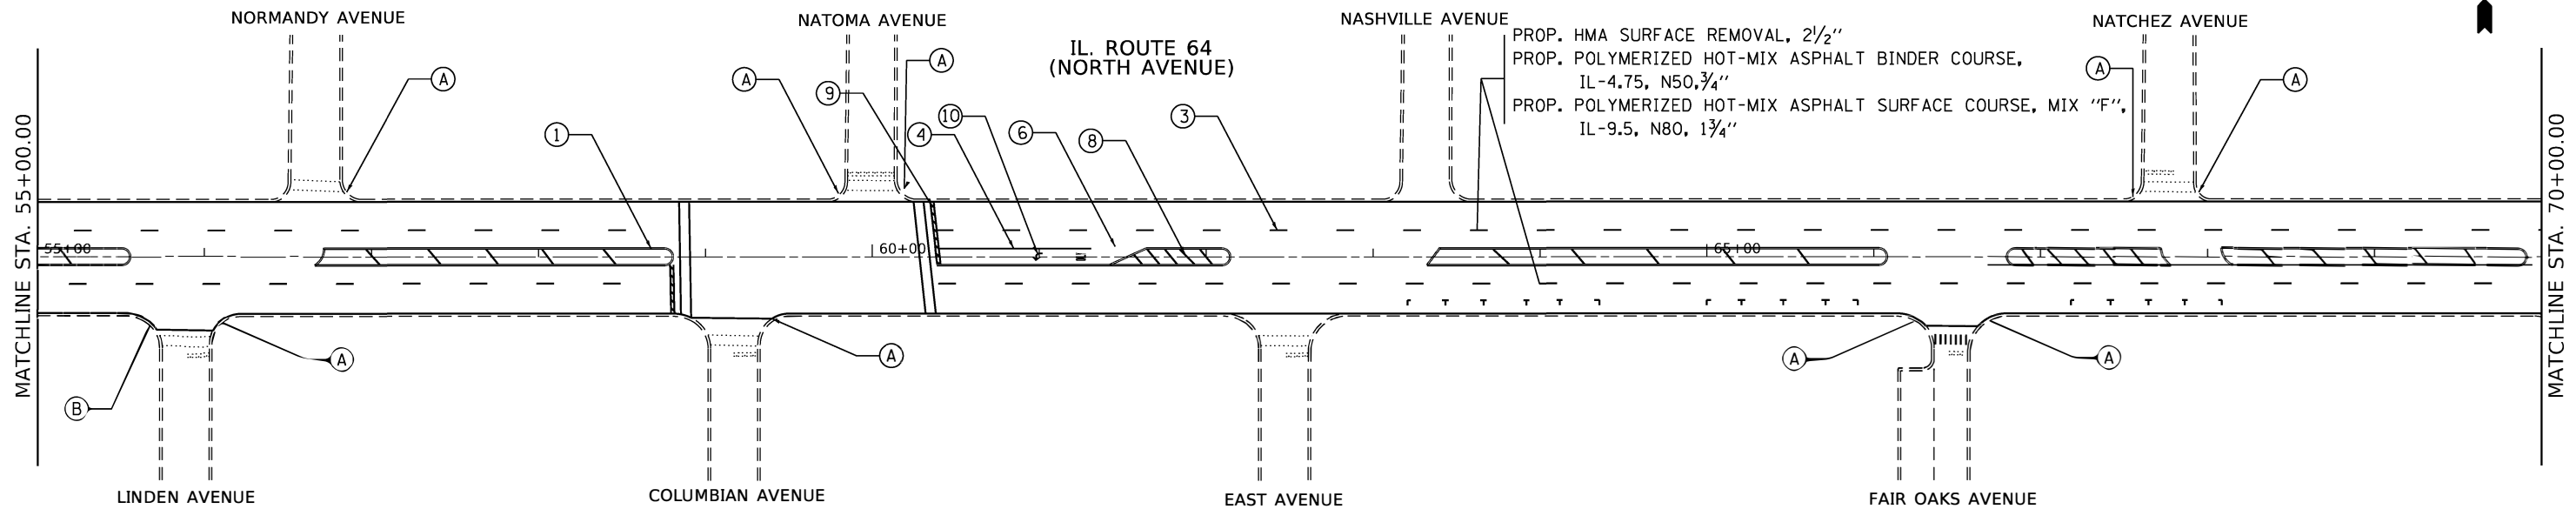 NORMANDY AVENUE
NATOMA AVENUE
NASHVILLE AVENUE
NATCHEZ AVENUE
IL. ROUTE 64
(NORTH AVENUE)
PROP. HMA SURFACE REMOVAL, 2 1/2"
PROP. POLYMERIZED HOT-MIX ASPHALT BINDER COURSE,
IL-4.75, N50, 3/4"
PROP. POLYMERIZED HOT-MIX ASPHALT SURFACE COURSE, MIX "F",
IL-9.5, N80, 1 3/4"
A
A
9
A
10
4
6
8
3
1
A
A
MATCHLINE STA. 55+00.00
55+00
60+00
65+00
MATCHLINE STA. 70+00.00
B
A
A
A
A
LINDEN AVENUE
COLUMBIAN AVENUE
EAST AVENUE
FAIR OAKS AVENUE